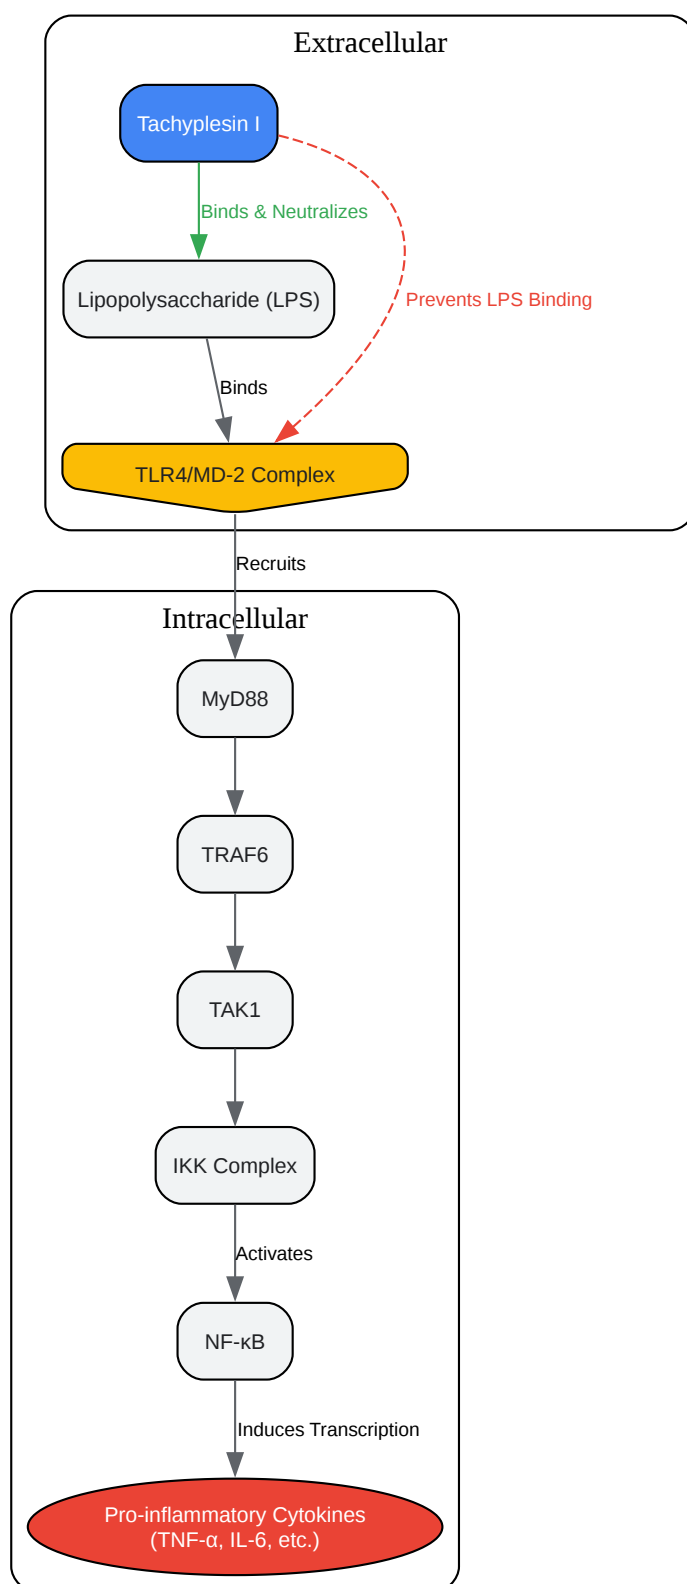 Extracellular
Tachyplesin I
Binds & Neutralizes
Lipopolysaccharide (LPS)
Prevents LPS Binding
Binds
TLR4/MD-2 Complex
Recruits
Intracellular
MyD88
TRAF6
TAK1
IKK Complex
Activates
NF-κB
Induces Transcription
Pro-inflammatory Cytokines
(TNF-α, IL-6, etc.)